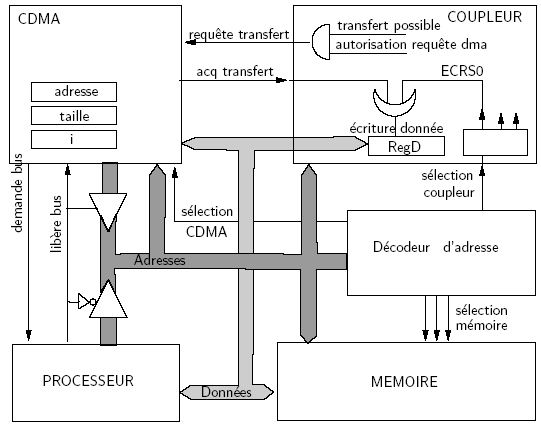 CDMA
COUPLEUR
transfert possible
requête transfert
autorisation requête dma
acq transfert
ECRS0
adresse
taille
i
écriture donnée
RegD
demande bus
libère bus
sélection
coupleur
sélection
CDMA
Décodeur d'adresse
Adresses
sélection
mémoire
PROCESSEUR
Données
MEMOIRE